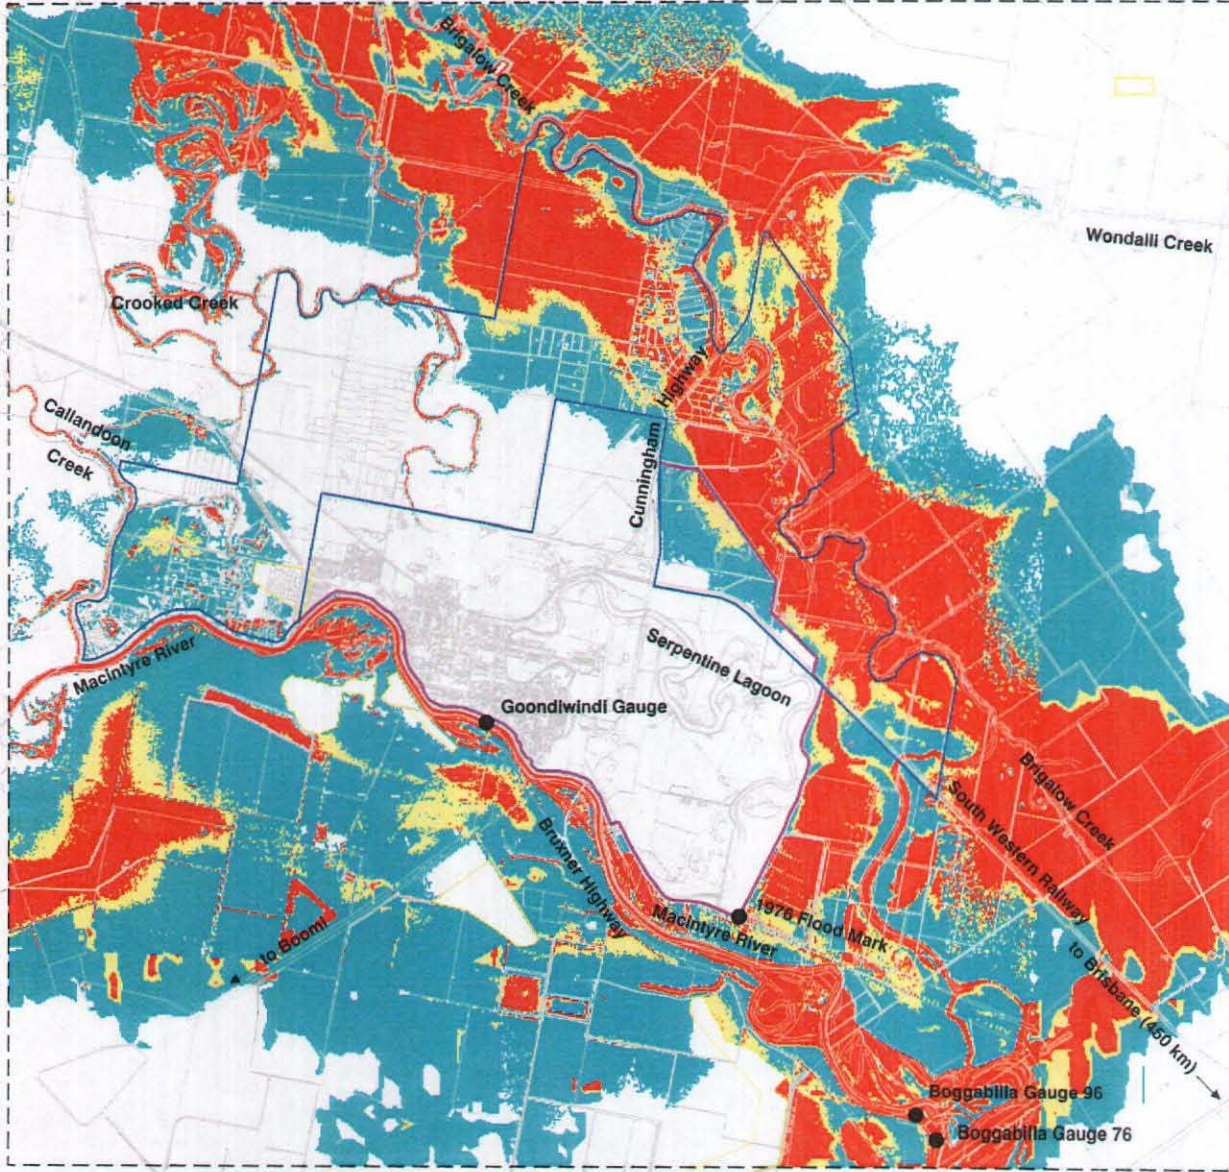 Brigalow Creek
Wondalli Creek
Crooked Creek
Callandoon
Creek
Cunningham
Highway
Serpentine Lagoon
MacIntyre River
Goondiwindi Gauge
Brigalow Creek
South Western Railway
Bruxner Highway
1976 Flood Mark
MacIntyre River
to Boomi
to Brisbane (450 km)
Boggabilla Gauge 96
Boggabilla Gauge 76